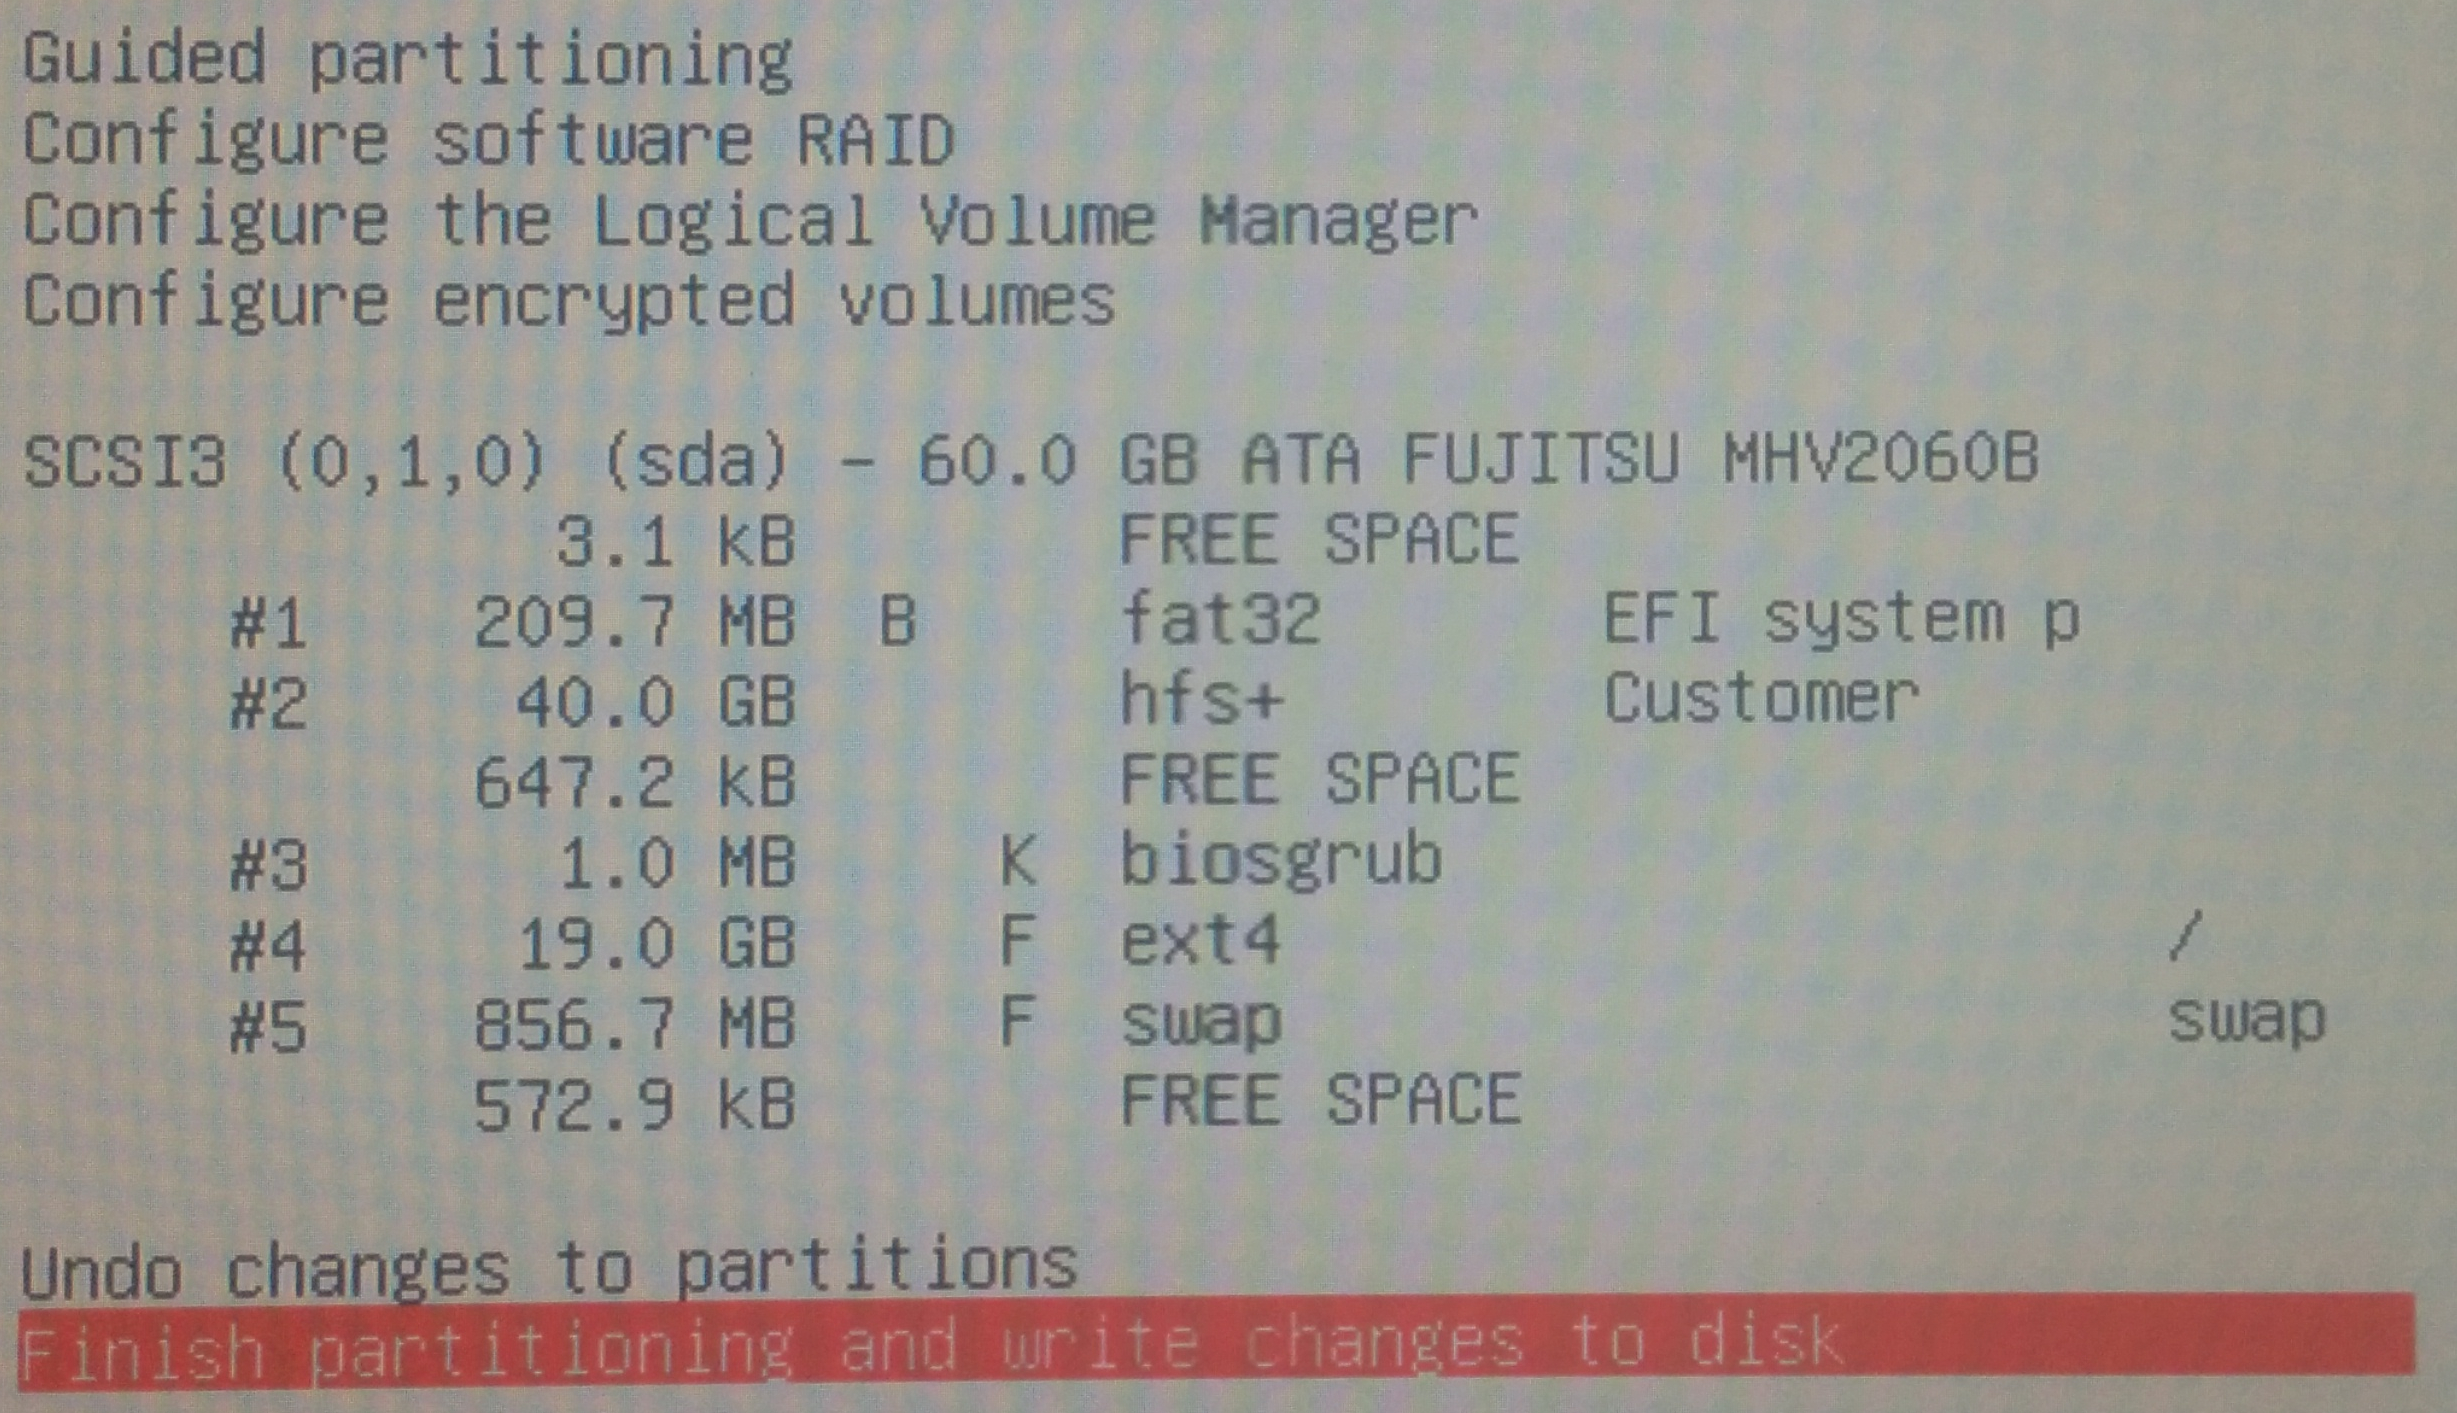 Guided partitioning
Configure software RAID
Configure the Logical Volume Manager
Configure encrypted volumes
SCSI3 (0,1,0) (sda) - 60.0 GB ATA FUJITSU MHV2060B
3.1 kB FREE SPACE
#1 209.7 MB B fat32 EFI system p
#2 40.0 GB hfs+ Customer
647.2 kB FREE SPACE
#3 1.0 MB K biosgrub
#4 19.0 GB F ext4 /
#5 856.7 MB F swap swap
572.9 kB FREE SPACE
Undo changes to partitions
Finish partitioning and write changes to disk